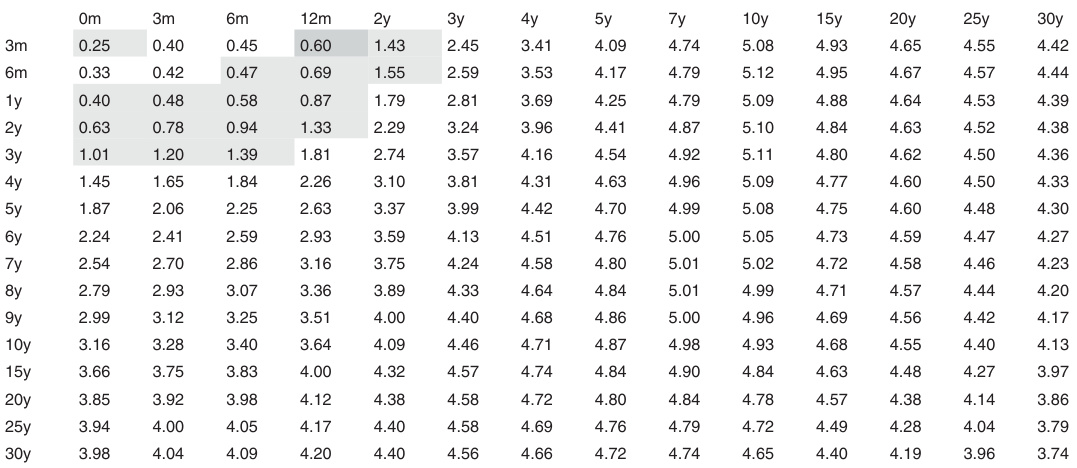 0m 3m 6m 12m 2y 3y 4y 5y 7y 10y 15y 20y 25y 30y
3m 0.25 0.40 0.45 0.60 1.43 2.45 3.41 4.09 4.74 5.08 4.93 4.65 4.55 4.42
6m 0.33 0.42 0.47 0.69 1.55 2.59 3.53 4.17 4.79 5.12 4.95 4.67 4.57 4.44
1y 0.40 0.48 0.58 0.87 1.79 2.81 3.69 4.25 4.79 5.09 4.88 4.64 4.53 4.39
2y 0.63 0.78 0.94 1.33 2.29 3.24 3.96 4.41 4.87 5.10 4.84 4.63 4.52 4.38
3y 1.01 1.20 1.39 1.81 2.74 3.57 4.16 4.54 4.92 5.11 4.80 4.62 4.50 4.36
4y 1.45 1.65 1.84 2.26 3.10 3.81 4.31 4.63 4.96 5.09 4.77 4.60 4.50 4.33
5y 1.87 2.06 2.25 2.63 3.37 3.99 4.42 4.70 4.99 5.08 4.75 4.60 4.48 4.30
6y 2.24 2.41 2.59 2.93 3.59 4.13 4.51 4.76 5.00 5.05 4.73 4.59 4.47 4.27
7y 2.54 2.70 2.86 3.16 3.75 4.24 4.58 4.80 5.01 5.02 4.72 4.58 4.46 4.23
8y 2.79 2.93 3.07 3.36 3.89 4.33 4.64 4.84 5.01 4.99 4.71 4.57 4.44 4.20
9y 2.99 3.12 3.25 3.51 4.00 4.40 4.68 4.86 5.00 4.96 4.69 4.56 4.42 4.17
10y 3.16 3.28 3.40 3.64 4.09 4.46 4.71 4.87 4.98 4.93 4.68 4.55 4.40 4.13
15y 3.66 3.75 3.83 4.00 4.32 4.57 4.74 4.84 4.90 4.84 4.63 4.48 4.27 3.97
20y 3.85 3.92 3.98 4.12 4.38 4.58 4.72 4.80 4.84 4.78 4.57 4.38 4.14 3.86
25y 3.94 4.00 4.05 4.17 4.40 4.58 4.69 4.76 4.79 4.72 4.49 4.28 4.04 3.79
30y 3.98 4.04 4.09 4.20 4.40 4.56 4.66 4.72 4.74 4.65 4.40 4.19 3.96 3.74